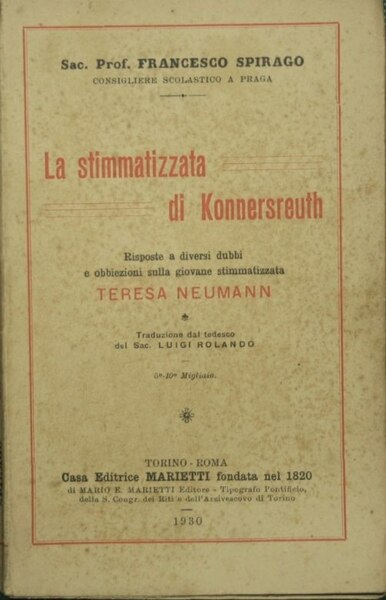 Sac. Prof. FRANCESCO SPIRAGO
CONSIGLIERE SCOLASTICO A PRAGA
La stimmatizzata
di Konnersreuth
Risposte a diversi dubbi
e obbiezioni sulla giovane stimmatizzata
TERESA NEUMANN
Traduzione dal tedesco
del Sac. LUIGI ROLANDO
6º-10º Migliaio.
TORINO - ROMA
Casa Editrice MARIETTI fondata nel 1820
di MARIO E. MARIETTI Editore - Tipografo Pontificio,
della S. Congr. dei Riti e dell'Arcivescovo di Torino
1930